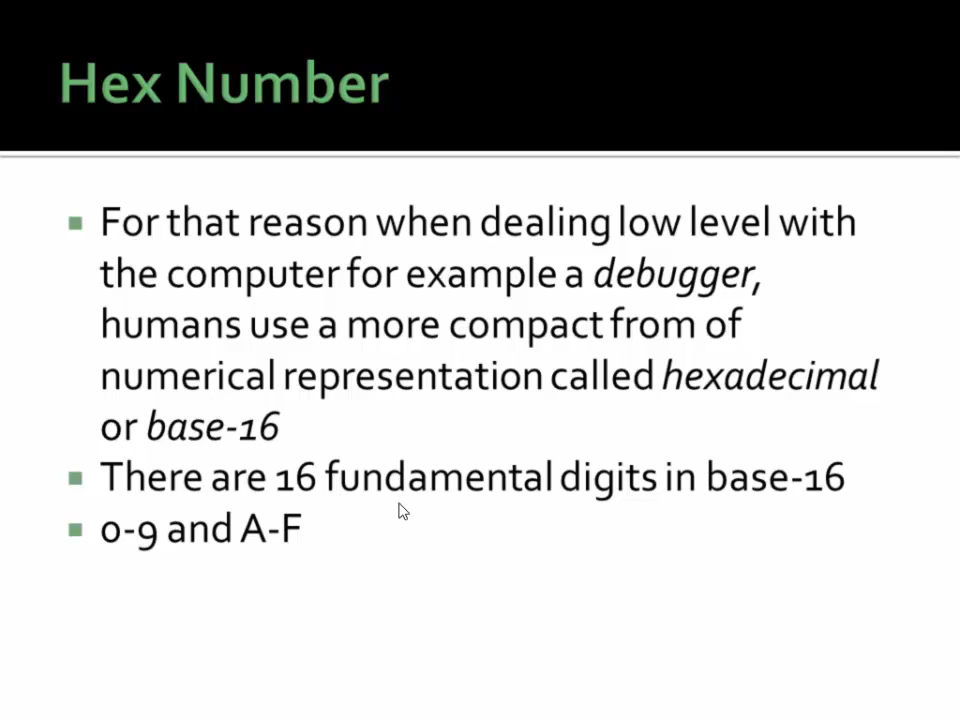 Hex Number
For that reason when dealing low level with
the computer for example a debugger,
humans use a more compact from of
numerical representation called hexadecimal
or base-16
There are 16 fundamental digits in base-16
0-9 and A-F